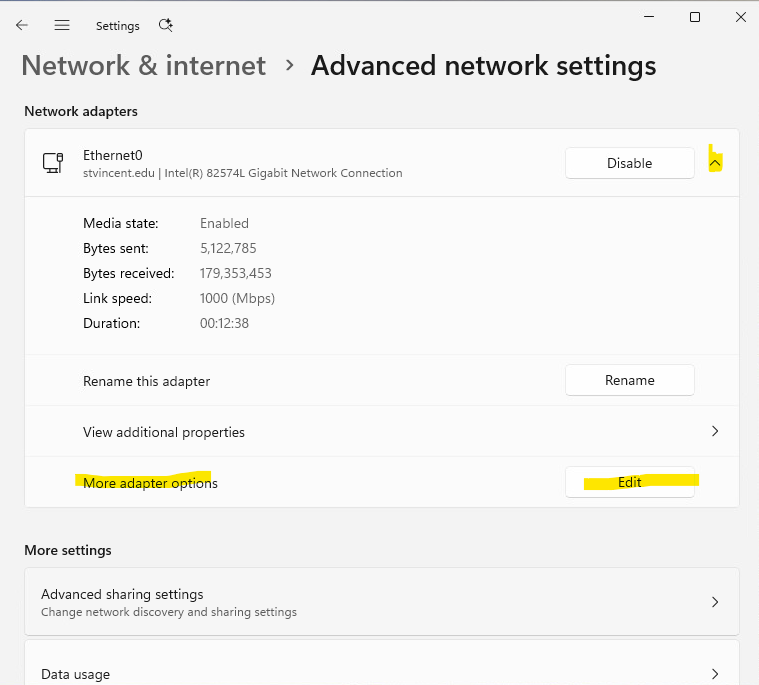 Settings
Network & internet > Advanced network settings
Network adapters
Ethernet0
stvincent.edu | Intel(R) 82574L Gigabit Network Connection
Disable
Media state: Enabled
Bytes sent: 5,122,785
Bytes received: 179,353,453
Link speed: 1000 (Mbps)
Duration: 00:12:38
Rename this adapter
Rename
View additional properties
More adapter options
Edit
More settings
Advanced sharing settings
Change network discovery and sharing settings
Data usage